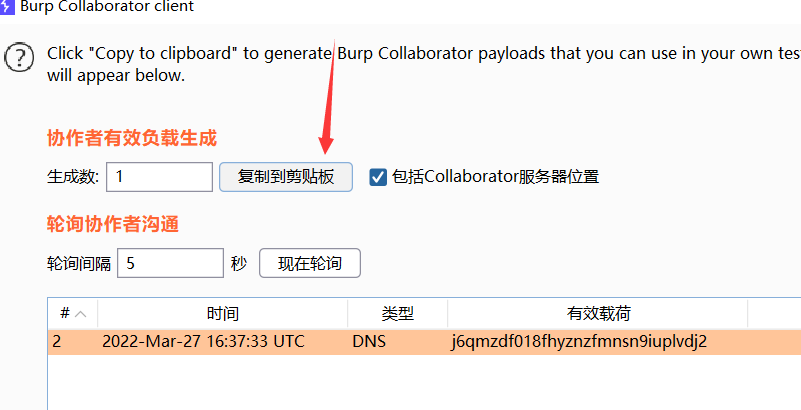 Burp Collaborator client
Click "Copy to clipboard" to generate Burp Collaborator payloads that you can use in your own tes
will appear below.
协作者有效负载生成
生成数: 1 复制到剪贴板 包括Collaborator服务器位置
轮询协作者沟通
轮询间隔 5 秒 现在轮询
# 时间 类型 有效载荷
2 2022-Mar-27 16:37:33 UTC DNS j6qmzdf018fhyznzfmnsn9iuplvdj2